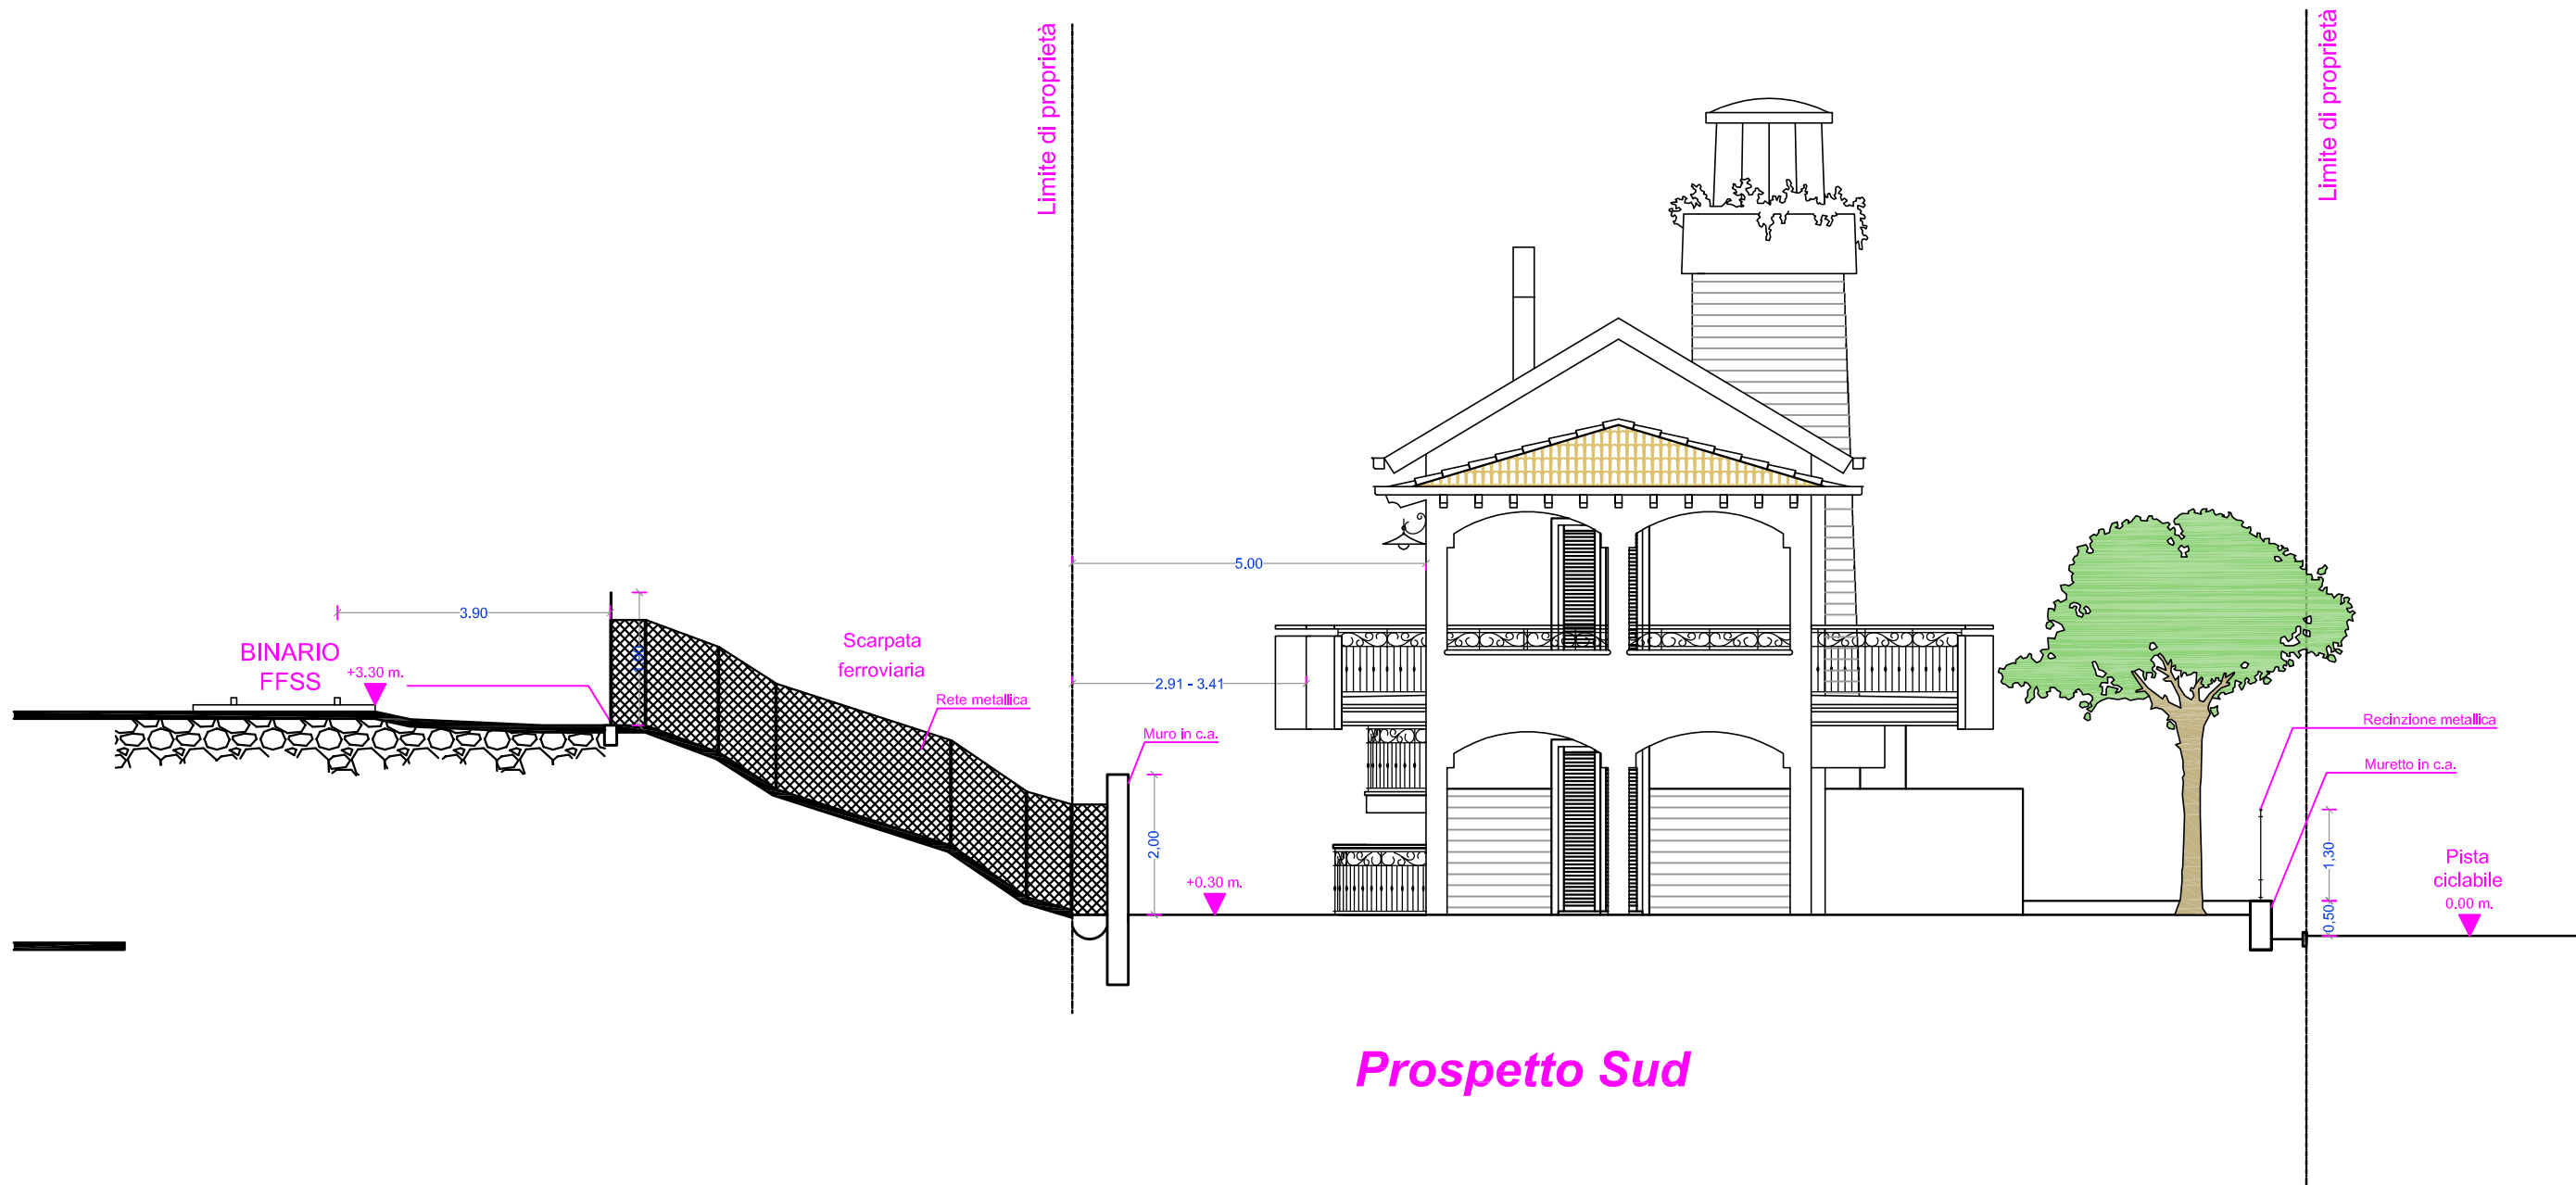 Limite di proprietà
Limite di proprietà
5.00
3.90
BINARIO
FFSS
+3.30 m.
Scarpata
ferroviaria
Rete metallica
2.91 - 3.41
Muro in c.a.
2,00
+0.30 m.
Recinzione metallica
Muretto in c.a.
1,30
0,50
Pista
ciclabile
0.00 m.
Prospetto Sud